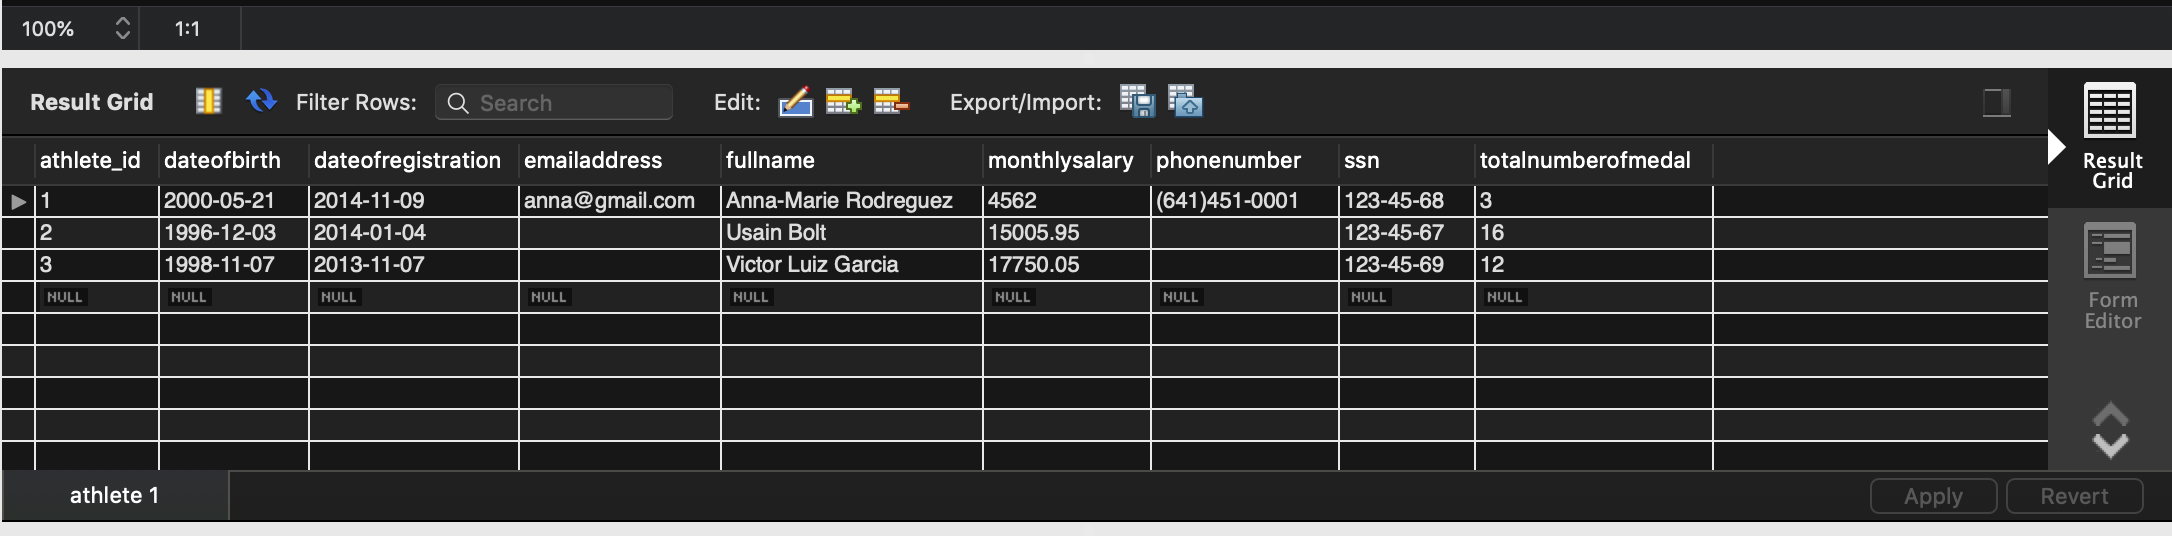 100% 1:1
Result Grid Filter Rows: Search Edit: Export/Import:
athlete_id dateofbirth dateofregistration emailaddress fullname monthlysalary phonenumber ssn totalnumberofmedal
1 2000-05-21 2014-11-09 anna@gmail.com Anna-Marie Rodreguez 4562 (641)451-0001 123-45-68 3
2 1996-12-03 2014-01-04 Usain Bolt 15005.95 123-45-67 16
3 1998-11-07 2013-11-07 Victor Luiz Garcia 17750.05 123-45-69 12
NULL NULL NULL NULL NULL NULL NULL NULL NULL
Result
Grid
Form
Editor
athlete 1 Apply Revert